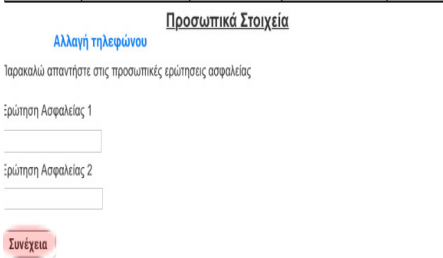 Προσωπικά Στοιχεία
Αλλαγή τηλεφώνου
Παρακαλώ απαντήστε στις προσωπικές ερωτήσεις ασφαλείας
Ερώτηση Ασφαλείας 1
Ερώτηση Ασφαλείας 2
Συνέχεια